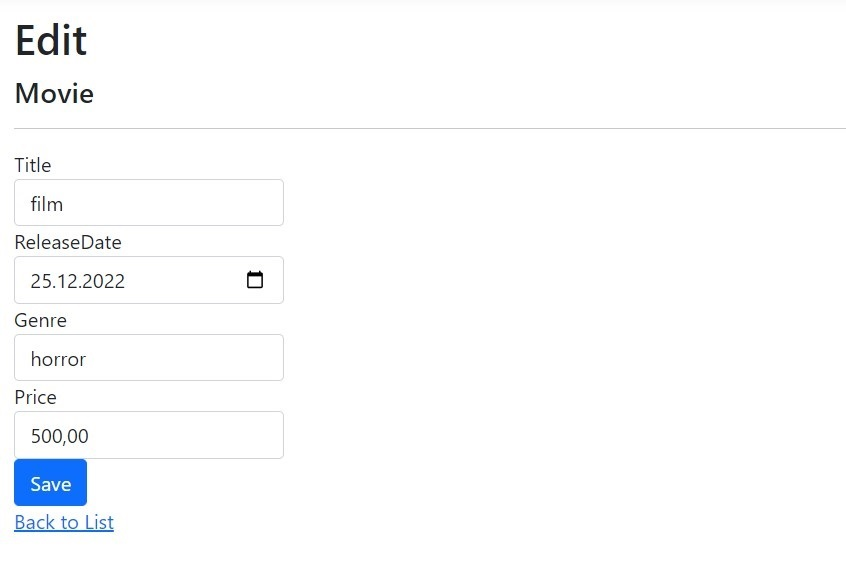 Edit
Movie
Title
film
ReleaseDate
25.12.2022
Genre
horror
Price
500,00
Save
Back to List